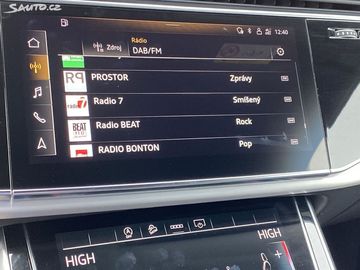 Sauto.cz
12:40
Zdroj
Rádio
DAB/FM
PROSTOR
Zprávy
Radio 7
Smíšený
Radio BEAT
Rock
RADIO BONTON
Pop
HIGH
HIGH